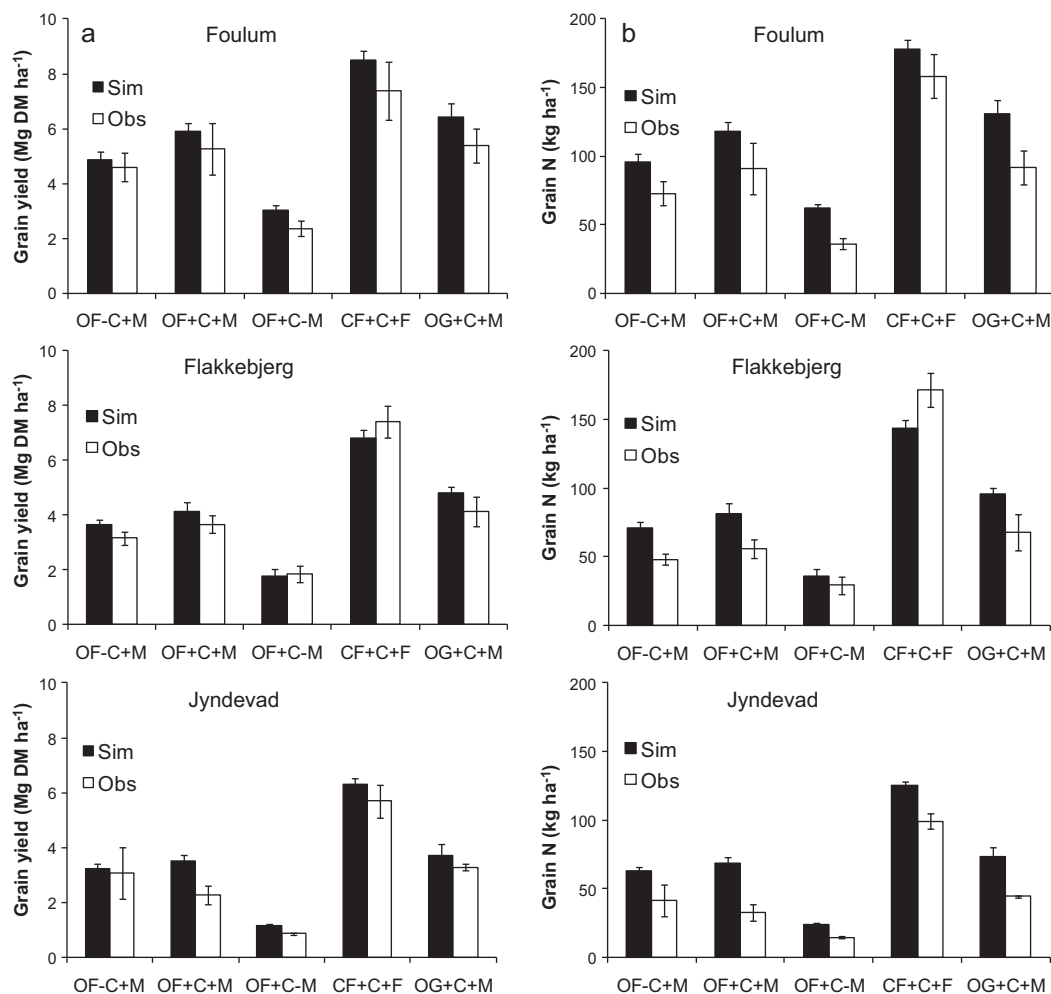 a
Foulum
Grain yield (Mg DM ha⁻¹)
10
8
6
4
2
0
Sim
Obs
OF-C+M OF+C+M OF+C-M CF+C+F OG+C+M
b
Foulum
Grain N (kg ha⁻¹)
200
150
100
50
0
Sim
Obs
OF-C+M OF+C+M OF+C-M CF+C+F OG+C+M
Flakkebjerg
Grain yield (Mg DM ha⁻¹)
10
8
6
4
2
0
Sim
Obs
OF-C+M OF+C+M OF+C-M CF+C+F OG+C+M
Flakkebjerg
Grain N (kg ha⁻¹)
200
150
100
50
0
Sim
Obs
OF-C+M OF+C+M OF+C-M CF+C+F OG+C+M
Jyndevad
Grain yield (Mg DM ha⁻¹)
10
8
6
4
2
0
Sim
Obs
OF-C+M OF+C+M OF+C-M CF+C+F OG+C+M
Jyndevad
Grain N (kg ha⁻¹)
200
150
100
50
0
Sim
Obs
OF-C+M OF+C+M OF+C-M CF+C+F OG+C+M